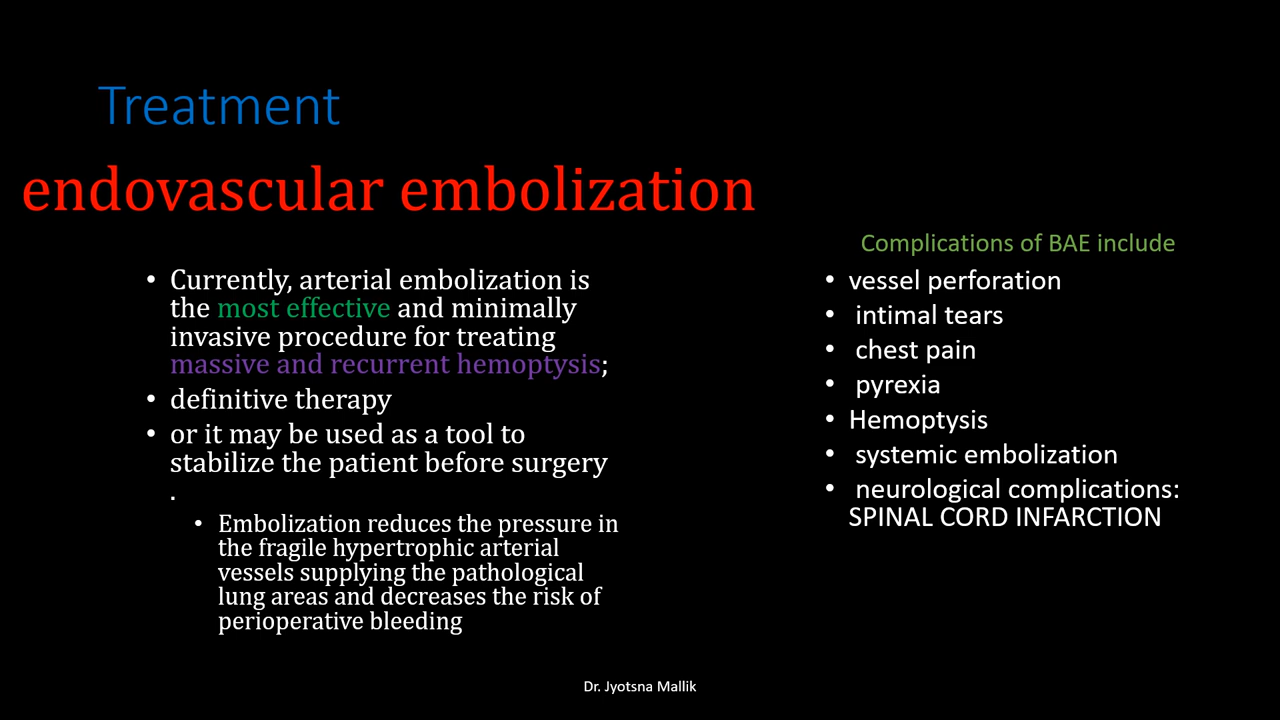 Treatment
endovascular embolization
• Currently, arterial embolization is
the most effective and minimally
invasive procedure for treating
massive and recurrent hemoptysis;
• definitive therapy
• or it may be used as a tool to
stabilize the patient before surgery
.
• Embolization reduces the pressure in
the fragile hypertrophic arterial
vessels supplying the pathological
lung areas and decreases the risk of
perioperative bleeding
Complications of BAE include
• vessel perforation
• intimal tears
• chest pain
• pyrexia
• Hemoptysis
• systemic embolization
• neurological complications:
SPINAL CORD INFARCTION
Dr. Jyotsna Mallik